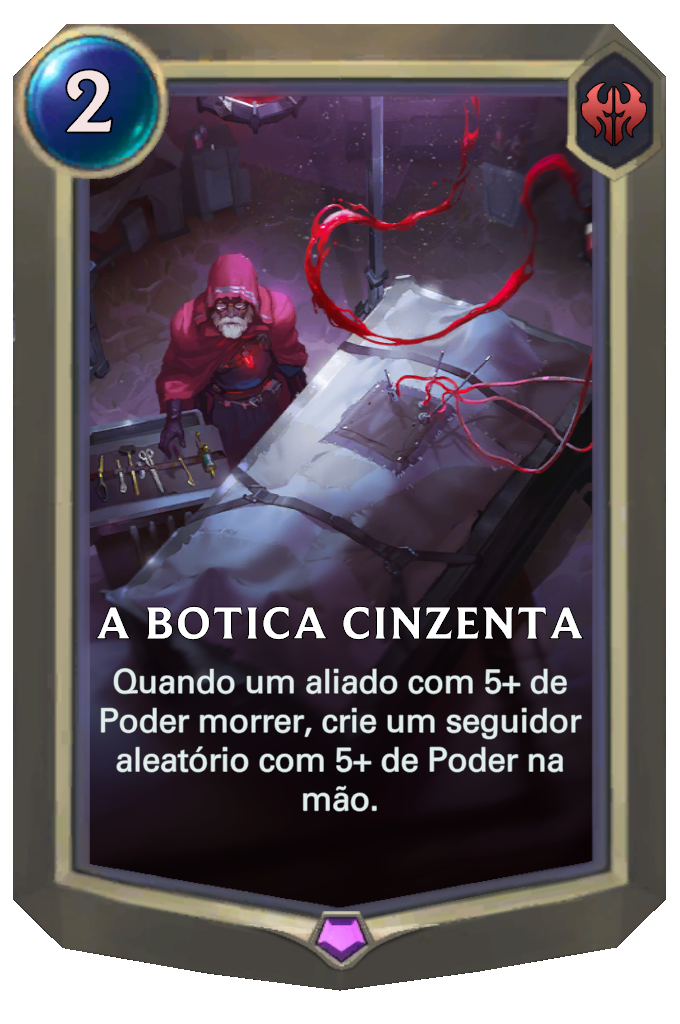 2
A BOTICA CINZENTA
Quando um aliado com 5+ de
Poder morrer, crie um seguidor
aleatório com 5+ de Poder na
mão.